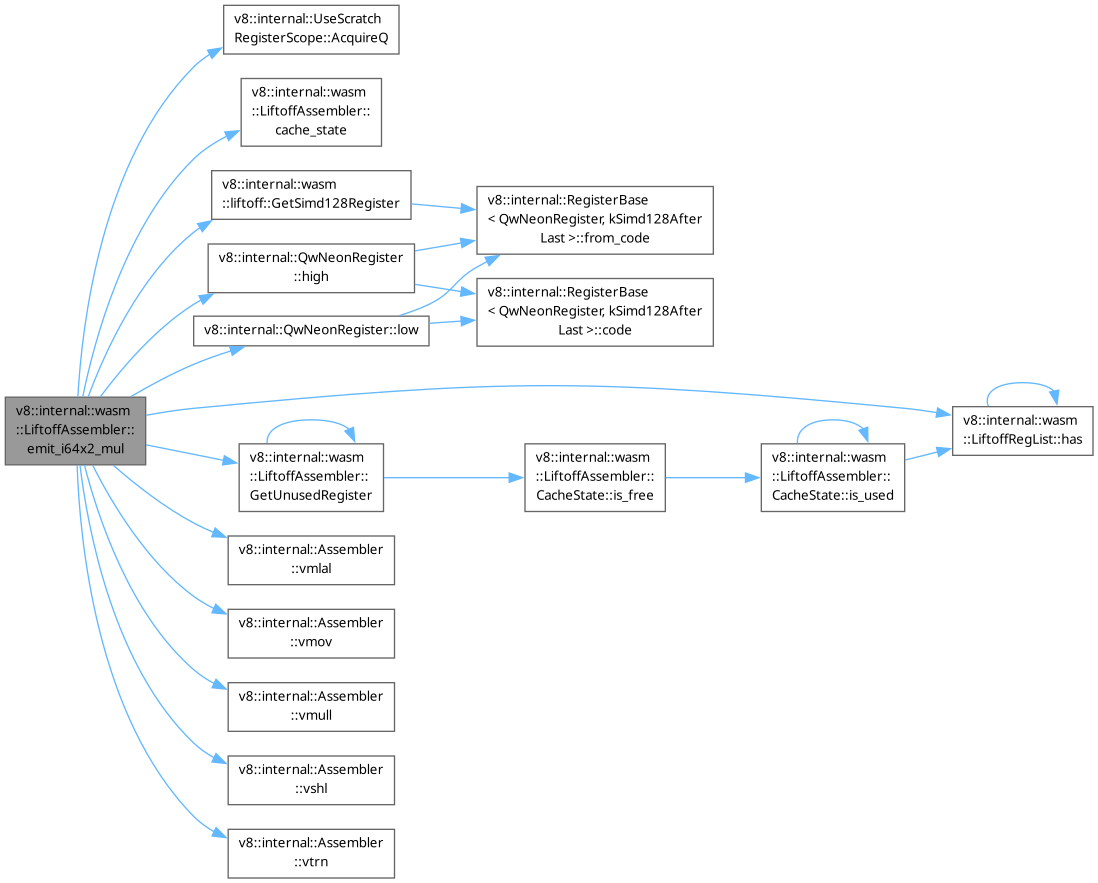 v8::internal::UseScratch
RegisterScope::AcquireQ
v8::internal::wasm
::LiftoffAssembler::
cache_state
v8::internal::wasm
::liftoff::GetSimd128Register
v8::internal::RegisterBase
< QwNeonRegister, kSimd128After
Last >::from_code
v8::internal::QwNeonRegister
::high
v8::internal::RegisterBase
< QwNeonRegister, kSimd128After
Last >::code
v8::internal::QwNeonRegister::low
v8::internal::wasm
::LiftoffAssembler::
emit_i64x2_mul
v8::internal::wasm
::LiftoffRegList::has
v8::internal::wasm
::LiftoffAssembler::
GetUnusedRegister
v8::internal::wasm
::LiftoffAssembler::
CacheState::is_free
v8::internal::wasm
::LiftoffAssembler::
CacheState::is_used
v8::internal::Assembler
::vmlal
v8::internal::Assembler
::vmov
v8::internal::Assembler
::vmull
v8::internal::Assembler
::vshl
v8::internal::Assembler
::vtrn